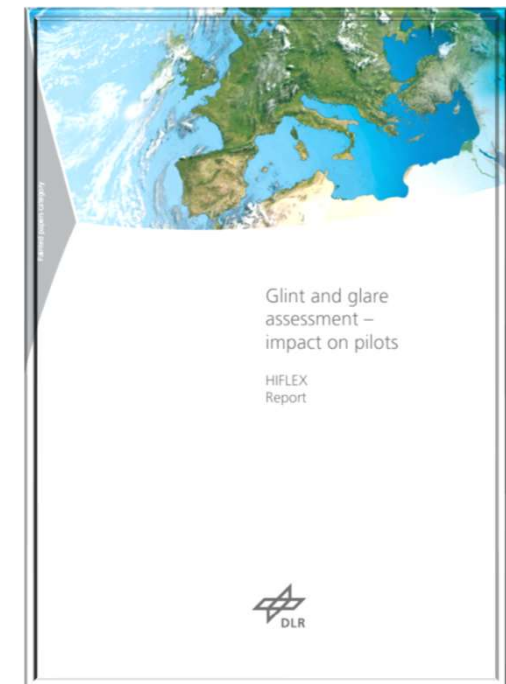 Glint and glare
assessment –
impact on pilots
HIFLEX
Report
DLR